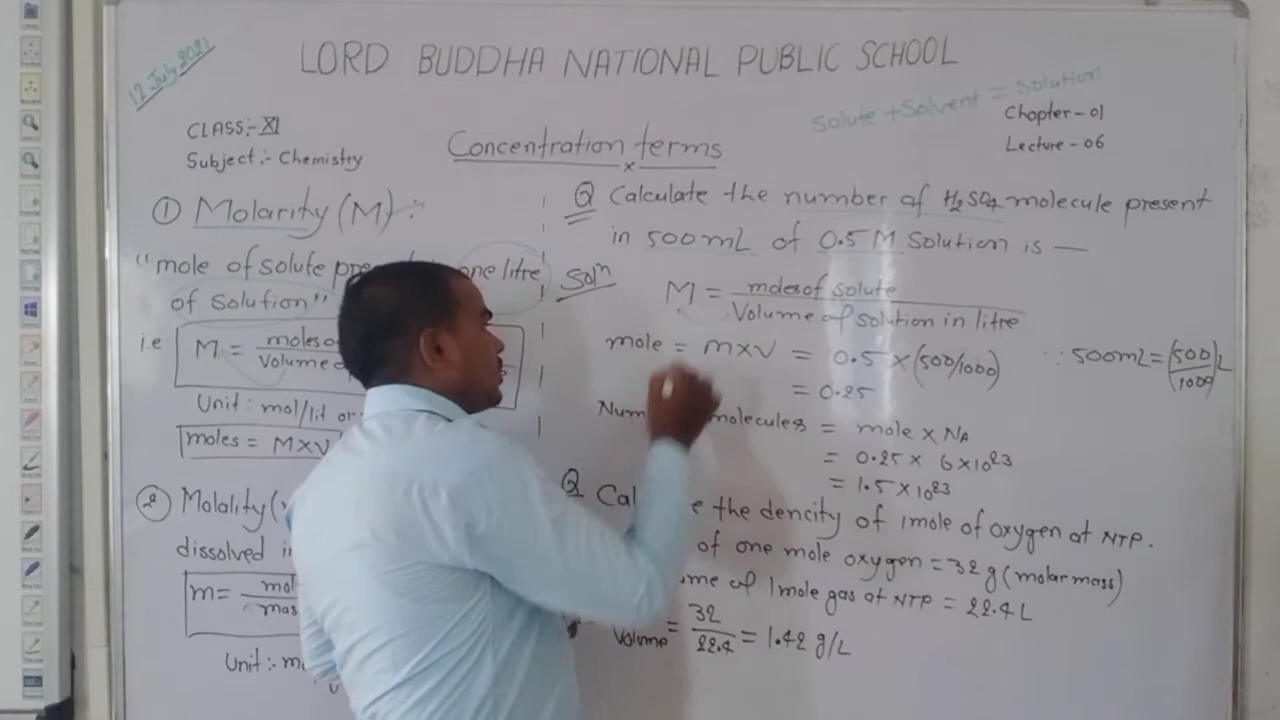 12 July 2021
LORD BUDDHA NATIONAL PUBLIC SCHOOL
Solute + Solvent = Solution
CLASS:- XI
Subject :- Chemistry
Chopter - 01
Lecture - 06
Concentration terms
① Molarity (M) :
"mole of solute one litre
of solution"
i.e M = moles o
Volume o
Unit : mol/lit or
moles = M×V
② Molality (
dissolved i
m = mol
mas
Unit :-
Q Calculate the number of H2SO4 molecule present
in 500mL of 0.5 M Solution is —
Solⁿ
M = moles of solute
Volume of solution in litre
mole = M×V = 0.5 × (500/1000) ∵ 500mL = (500/1000) L
= 0.25
Num molecules = mole × NA
= 0.25 × 6×10²³
= 1.5 × 10²³
Q Cal e the dencity of 1mole of oxygen at NTP.
of one mole oxygen = 32 g (molar mass)
ume of 1mole gas at NTP = 22.4 L
Volume = 32/22.4 = 1.42 g/L